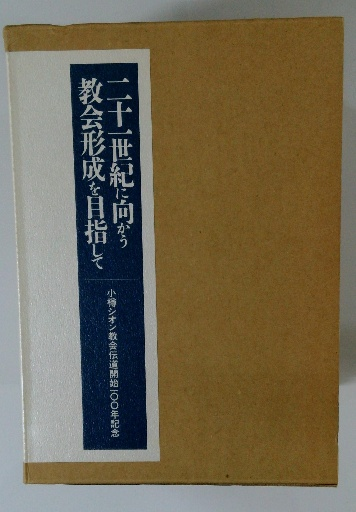 二十一世紀に向かう
教会形成を目指して
小樽シオン教会伝道開始一〇〇年記念